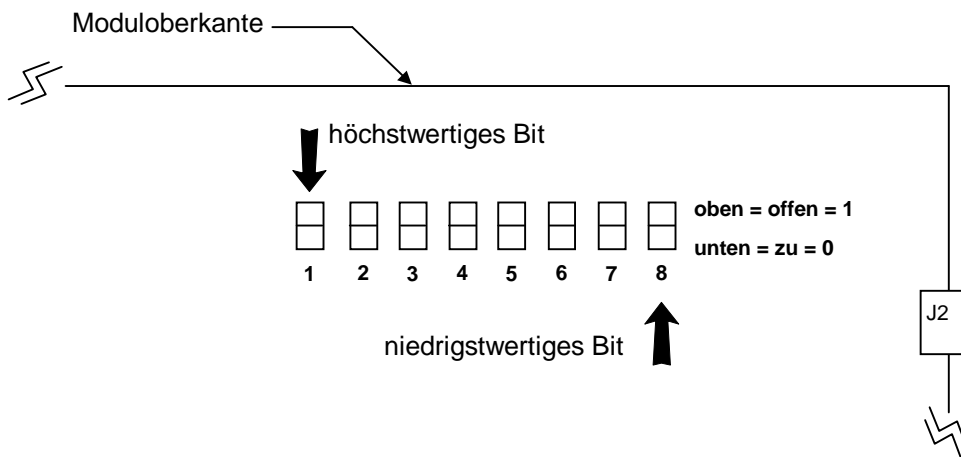 Moduloberkante
höchstwertiges Bit
oben = offen = 1
unten = zu = 0
1 2 3 4 5 6 7 8
J2
niedrigstwertiges Bit